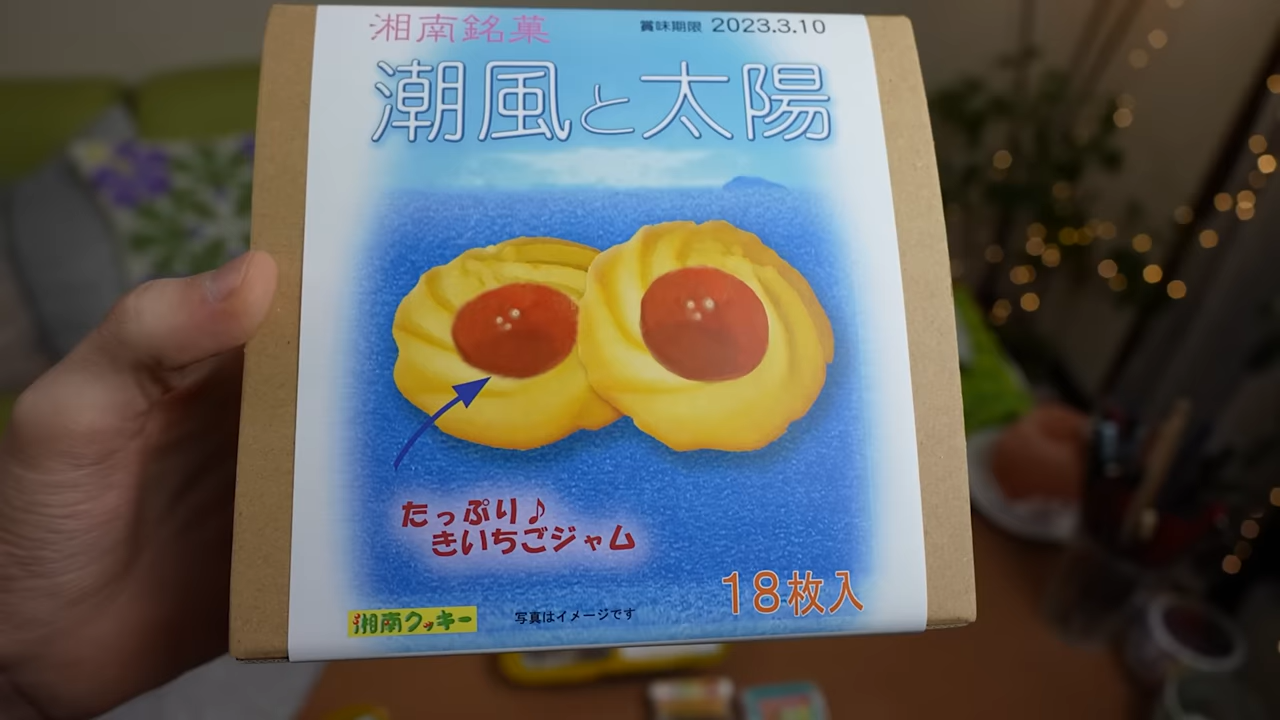 湘南銘菓
賞味期限 2023.3.10
潮風と太陽
たっぷり♪
きいちごジャム
18枚入
湘南クッキー
写真はイメージです